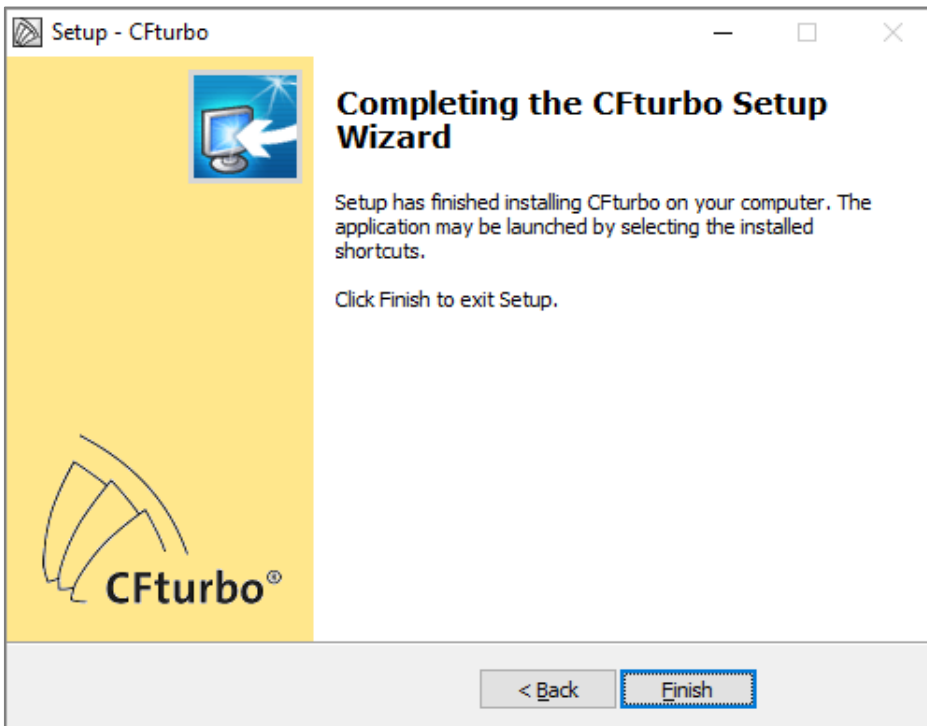 Setup - CFturbo
Completing the CFturbo Setup
Wizard
Setup has finished installing CFturbo on your computer. The
application may be launched by selecting the installed
shortcuts.
Click Finish to exit Setup.
CFturbo®
< Back
Finish